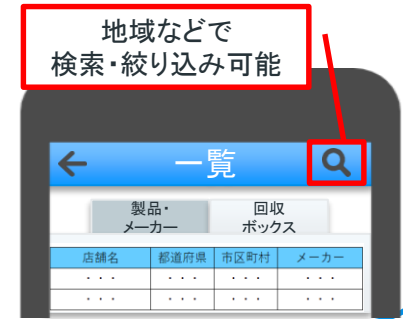 地域などで
検索・絞り込み可能
一覧
製品・
メーカー
回収
ボックス
店舗名 都道府県 市区町村 メーカー
・・・ ・・・ ・・・ ・・・
・・・ ・・・ ・・・ ・・・